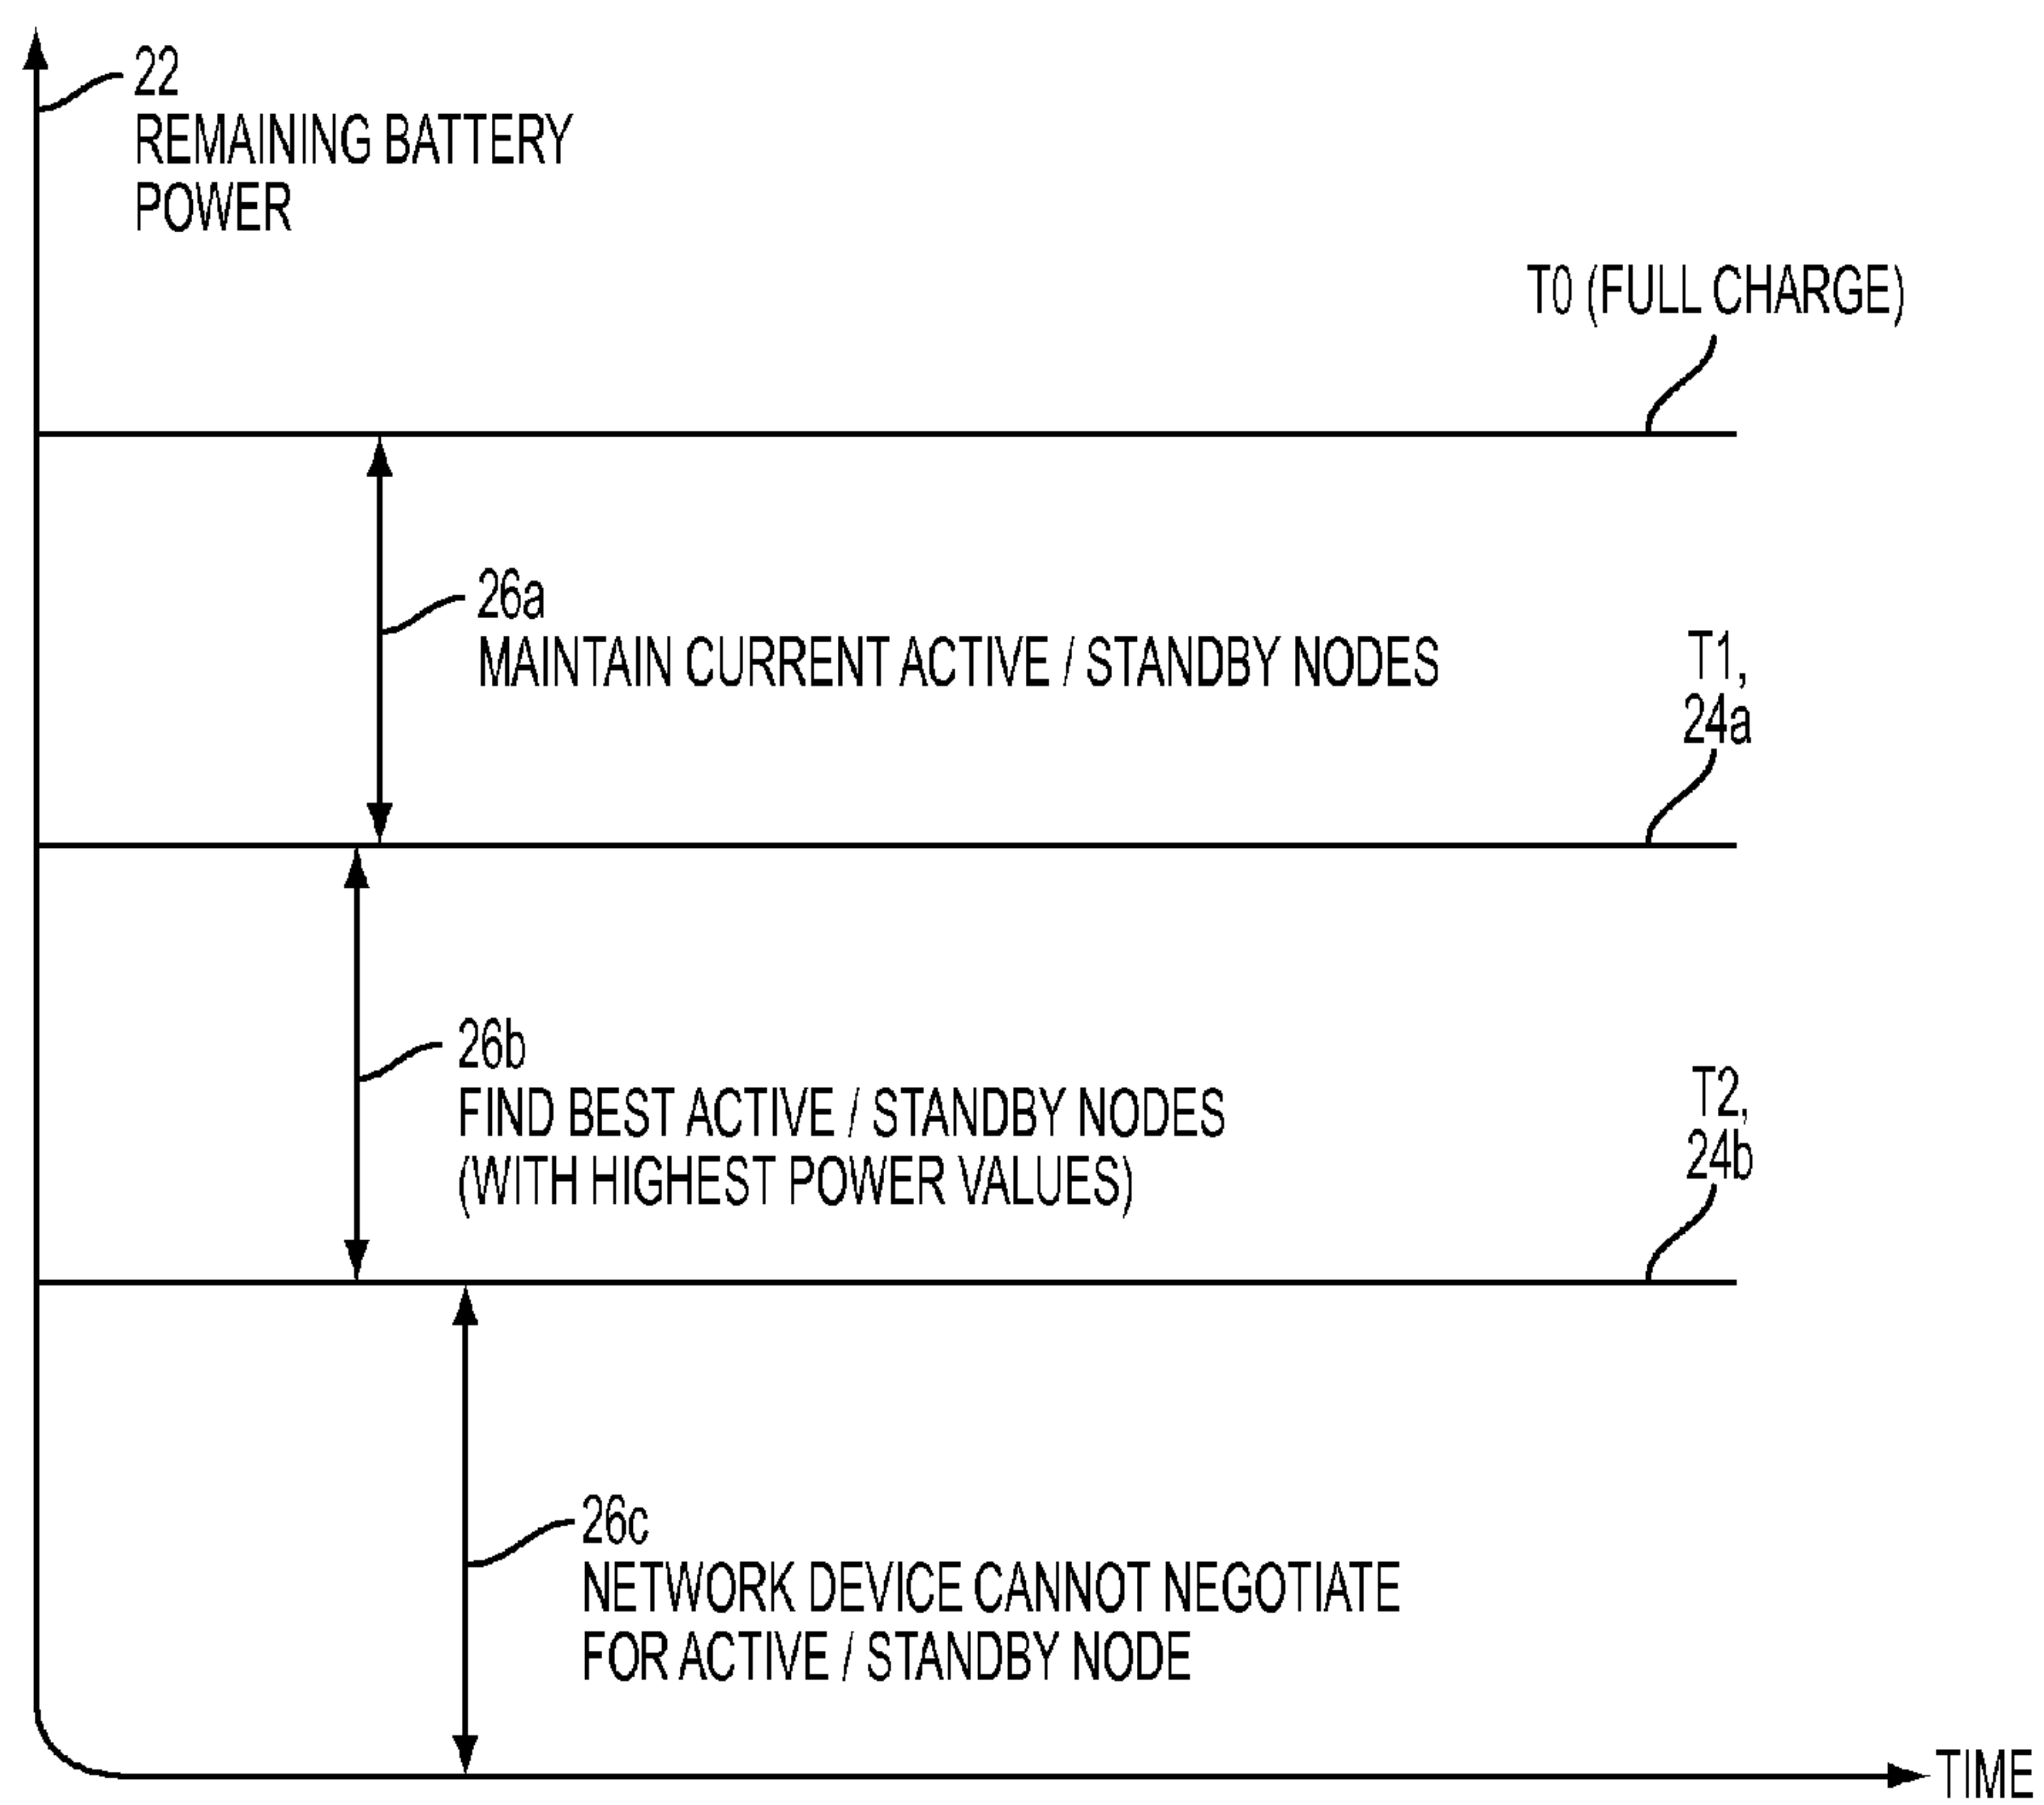 22
REMAINING BATTERY
POWER
T0 (FULL CHARGE)
26a
MAINTAIN CURRENT ACTIVE / STANDBY NODES
T1,
24a
26b
FIND BEST ACTIVE / STANDBY NODES
(WITH HIGHEST POWER VALUES)
T2,
24b
26c
NETWORK DEVICE CANNOT NEGOTIATE
FOR ACTIVE / STANDBY NODE
TIME